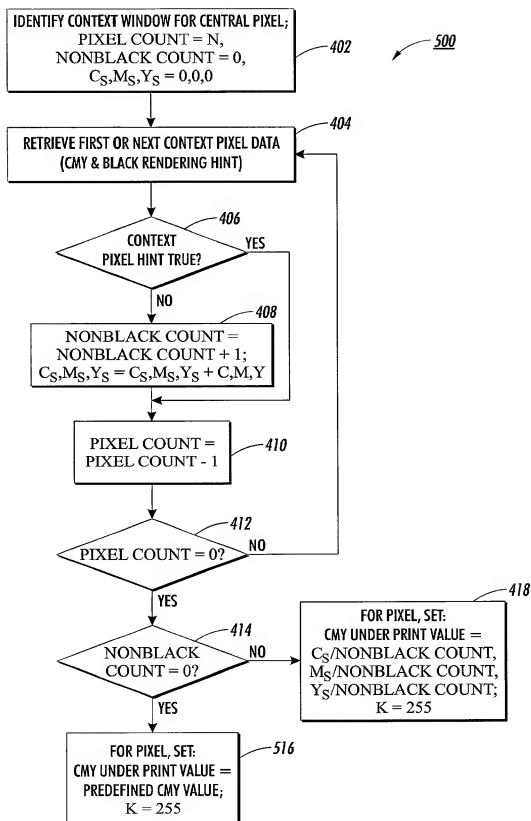 IDENTIFY CONTEXT WINDOW FOR CENTRAL PIXEL;
PIXEL COUNT = N,
NONBLACK COUNT = 0,
CS,MS,YS = 0,0,0
402
500
RETRIEVE FIRST OR NEXT CONTEXT PIXEL DATA
(CMY & BLACK RENDERING HINT)
404
406
CONTEXT
PIXEL HINT TRUE?
YES
NO
408
NONBLACK COUNT =
NONBLACK COUNT + 1;
CS,MS,YS = CS,MS,YS + C,M,Y
PIXEL COUNT =
PIXEL COUNT - 1
410
412
PIXEL COUNT = 0?
NO
YES
414
NONBLACK
COUNT = 0?
NO
YES
418
FOR PIXEL, SET:
CMY UNDER PRINT VALUE =
CS/NONBLACK COUNT,
MS/NONBLACK COUNT,
YS/NONBLACK COUNT;
K = 255
FOR PIXEL, SET:
CMY UNDER PRINT VALUE =
PREDEFINED CMY VALUE;
K = 255
516